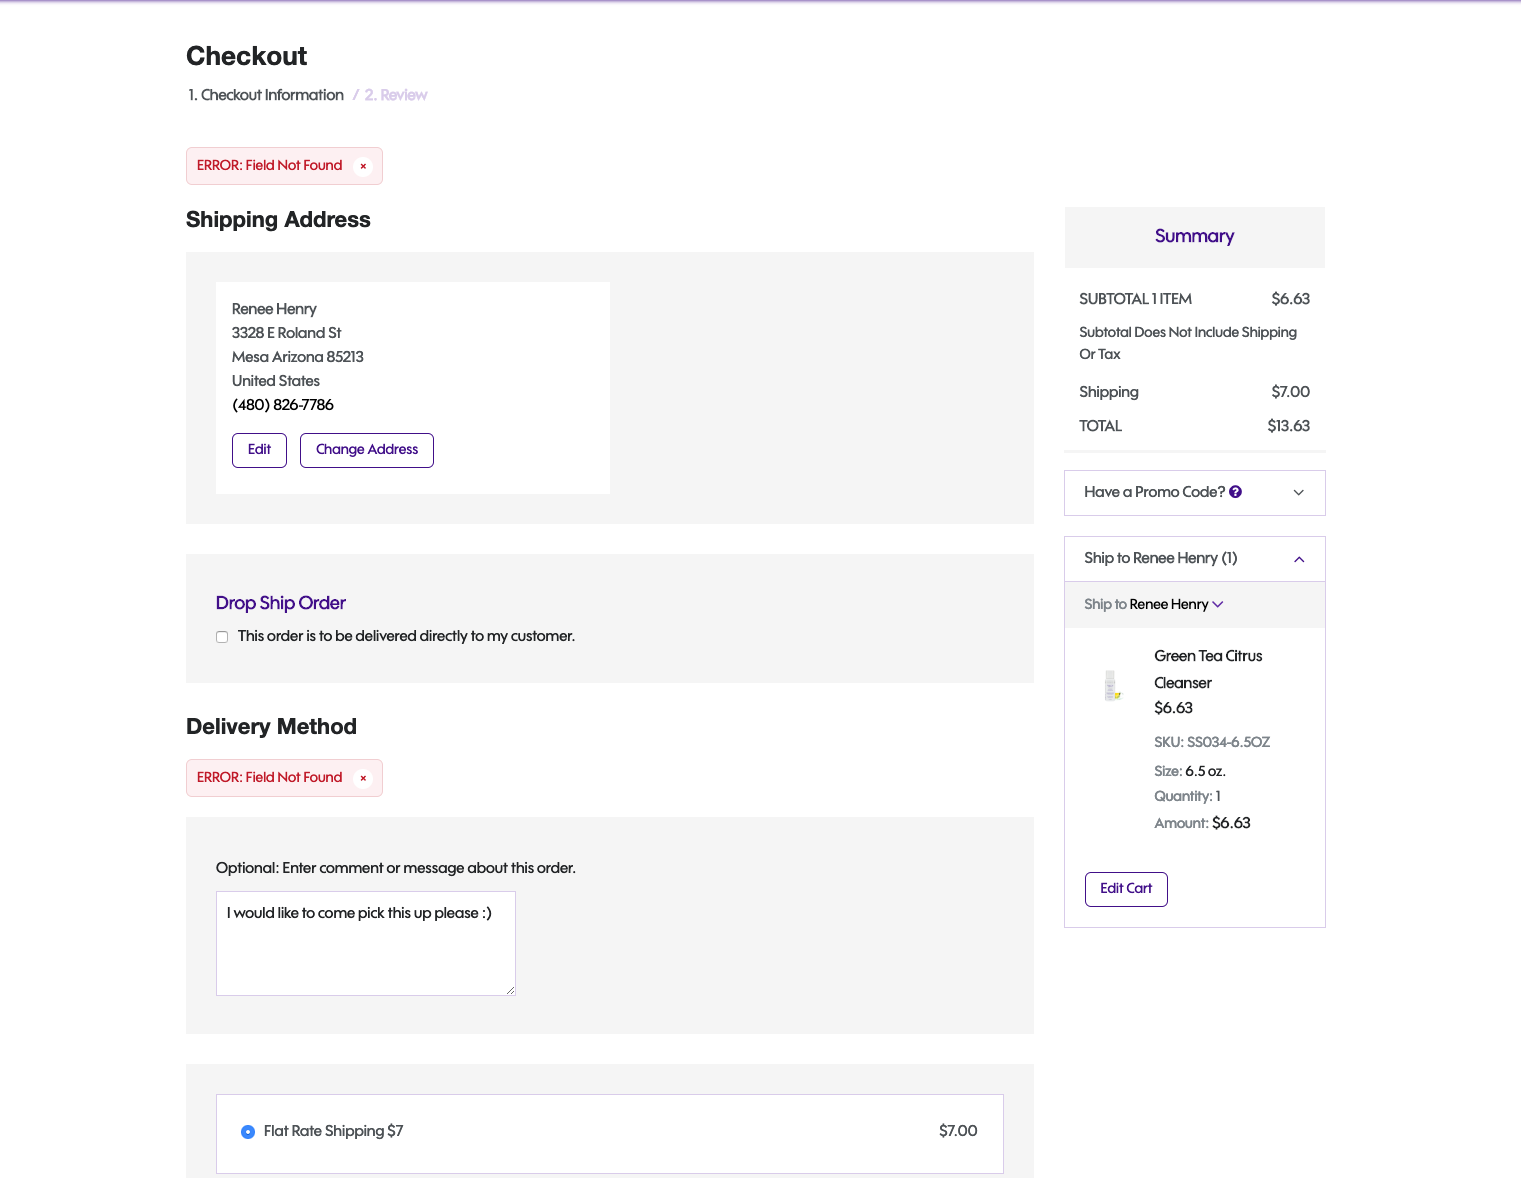 Checkout
1. Checkout Information / 2. Review
ERROR: Field Not Found ×
Shipping Address
Renee Henry
3328 E Roland St
Mesa Arizona 85213
United States
(480) 826-7786
Edit Change Address
Drop Ship Order
This order is to be delivered directly to my customer.
Delivery Method
ERROR: Field Not Found ×
Optional: Enter comment or message about this order.
I would like to come pick this up please :)
Flat Rate Shipping $7 $7.00
Summary
SUBTOTAL 1 ITEM $6.63
Subtotal Does Not Include Shipping
Or Tax
Shipping $7.00
TOTAL $13.63
Have a Promo Code? ?
Ship to Renee Henry (1)
Ship to Renee Henry
Green Tea Citrus
Cleanser
$6.63
SKU: SS034-6.5OZ
Size: 6.5 oz.
Quantity: 1
Amount: $6.63
Edit Cart